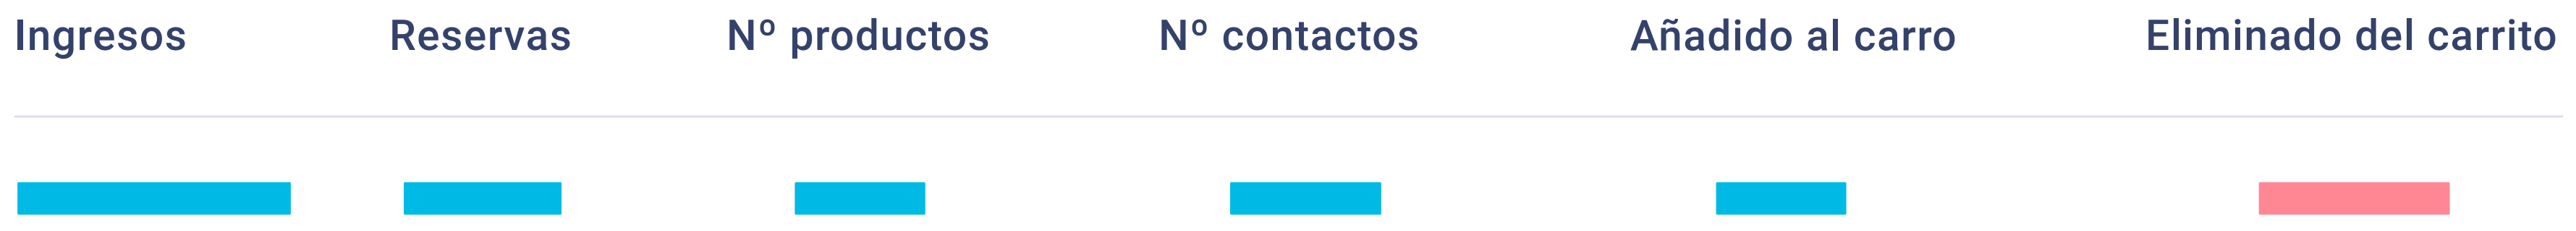 Ingresos Reservas Nº productos Nº contactos Añadido al carro Eliminado del carrito